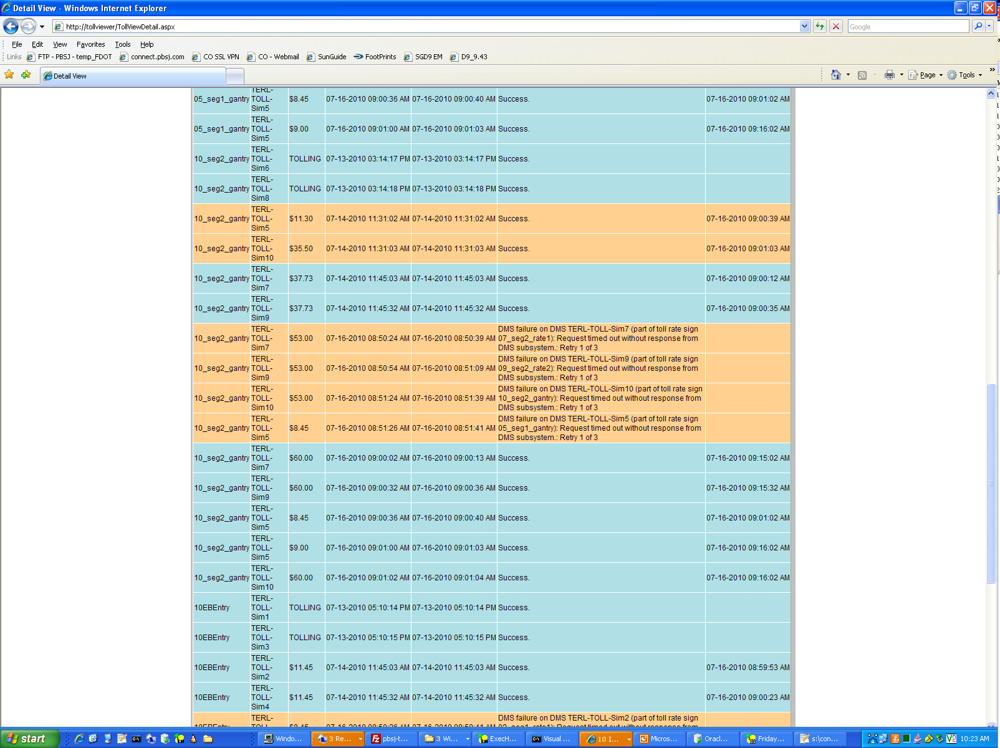 Detail View - Windows Internet Explorer
http://tollviewer/TollViewDetail.aspx
Google
File Edit View Favorites Tools Help
Links FTP - PBSJ - temp_FDOT connect.pbsj.com CO SSL VPN CO - Webmail SunGuide FootPrints SGD9 EM D9_9.43
Detail View
Page Tools
05_seg1_gantry TERL-TOLL-Sim5 $8.45 07-16-2010 09:00:36 AM 07-16-2010 09:00:40 AM Success. 07-16-2010 09:01:02 AM
05_seg1_gantry TERL-TOLL-Sim5 $9.00 07-16-2010 09:01:00 AM 07-16-2010 09:01:03 AM Success. 07-16-2010 09:16:02 AM
10_seg2_gantry TERL-TOLL-Sim6 TOLLING 07-13-2010 03:14:17 PM 07-13-2010 03:14:17 PM Success.
10_seg2_gantry TERL-TOLL-Sim8 TOLLING 07-13-2010 03:14:18 PM 07-13-2010 03:14:18 PM Success.
10_seg2_gantry TERL-TOLL-Sim5 $11.30 07-14-2010 11:31:02 AM 07-14-2010 11:31:02 AM Success. 07-16-2010 09:00:39 AM
10_seg2_gantry TERL-TOLL-Sim10 $35.50 07-14-2010 11:31:03 AM 07-14-2010 11:31:03 AM Success. 07-16-2010 09:01:03 AM
10_seg2_gantry TERL-TOLL-Sim7 $37.73 07-14-2010 11:45:03 AM 07-14-2010 11:45:03 AM Success. 07-16-2010 09:00:12 AM
10_seg2_gantry TERL-TOLL-Sim9 $37.73 07-14-2010 11:45:32 AM 07-14-2010 11:45:32 AM Success. 07-16-2010 09:00:35 AM
10_seg2_gantry TERL-TOLL-Sim7 $53.00 07-16-2010 08:50:24 AM 07-16-2010 08:50:39 AM DMS failure on DMS TERL-TOLL-Sim7 (part of toll rate sign 07_seg2_rate1): Request timed out without response from DMS subsystem.: Retry 1 of 3
10_seg2_gantry TERL-TOLL-Sim9 $53.00 07-16-2010 08:50:54 AM 07-16-2010 08:51:09 AM DMS failure on DMS TERL-TOLL-Sim9 (part of toll rate sign 09_seg2_rate2): Request timed out without response from DMS subsystem.: Retry 1 of 3
10_seg2_gantry TERL-TOLL-Sim10 $53.00 07-16-2010 08:51:24 AM 07-16-2010 08:51:39 AM DMS failure on DMS TERL-TOLL-Sim10 (part of toll rate sign 10_seg2_gantry): Request timed out without response from DMS subsystem.: Retry 1 of 3
10_seg2_gantry TERL-TOLL-Sim5 $8.45 07-16-2010 08:51:26 AM 07-16-2010 08:51:41 AM DMS failure on DMS TERL-TOLL-Sim5 (part of toll rate sign 05_seg1_gantry): Request timed out without response from DMS subsystem.: Retry 1 of 3
10_seg2_gantry TERL-TOLL-Sim7 $60.00 07-16-2010 09:00:02 AM 07-16-2010 09:00:13 AM Success. 07-16-2010 09:15:02 AM
10_seg2_gantry TERL-TOLL-Sim9 $60.00 07-16-2010 09:00:32 AM 07-16-2010 09:00:36 AM Success. 07-16-2010 09:15:32 AM
10_seg2_gantry TERL-TOLL-Sim5 $8.45 07-16-2010 09:00:36 AM 07-16-2010 09:00:40 AM Success. 07-16-2010 09:01:02 AM
10_seg2_gantry TERL-TOLL-Sim5 $9.00 07-16-2010 09:01:00 AM 07-16-2010 09:01:03 AM Success. 07-16-2010 09:16:02 AM
10_seg2_gantry TERL-TOLL-Sim10 $60.00 07-16-2010 09:01:02 AM 07-16-2010 09:01:04 AM Success. 07-16-2010 09:16:02 AM
10EBEntry TERL-TOLL-Sim1 TOLLING 07-13-2010 05:10:14 PM 07-13-2010 05:10:14 PM Success.
10EBEntry TERL-TOLL-Sim3 TOLLING 07-13-2010 05:10:15 PM 07-13-2010 05:10:15 PM Success.
10EBEntry TERL-TOLL-Sim2 $11.45 07-14-2010 11:45:03 AM 07-14-2010 11:45:03 AM Success. 07-16-2010 08:59:53 AM
10EBEntry TERL-TOLL-Sim4 $11.45 07-14-2010 11:45:32 AM 07-14-2010 11:45:32 AM Success. 07-16-2010 09:00:23 AM
10EBEntry TERL-TOLL- $8.45 DMS failure on DMS TERL-TOLL-Sim2 (part of toll rate sign
start Windo... 3 Re... pbsj-t... 3 Wi... ExecH... Visual ... 10 I... Micros... Oracl... Friday... s:\con... 10:23 AM